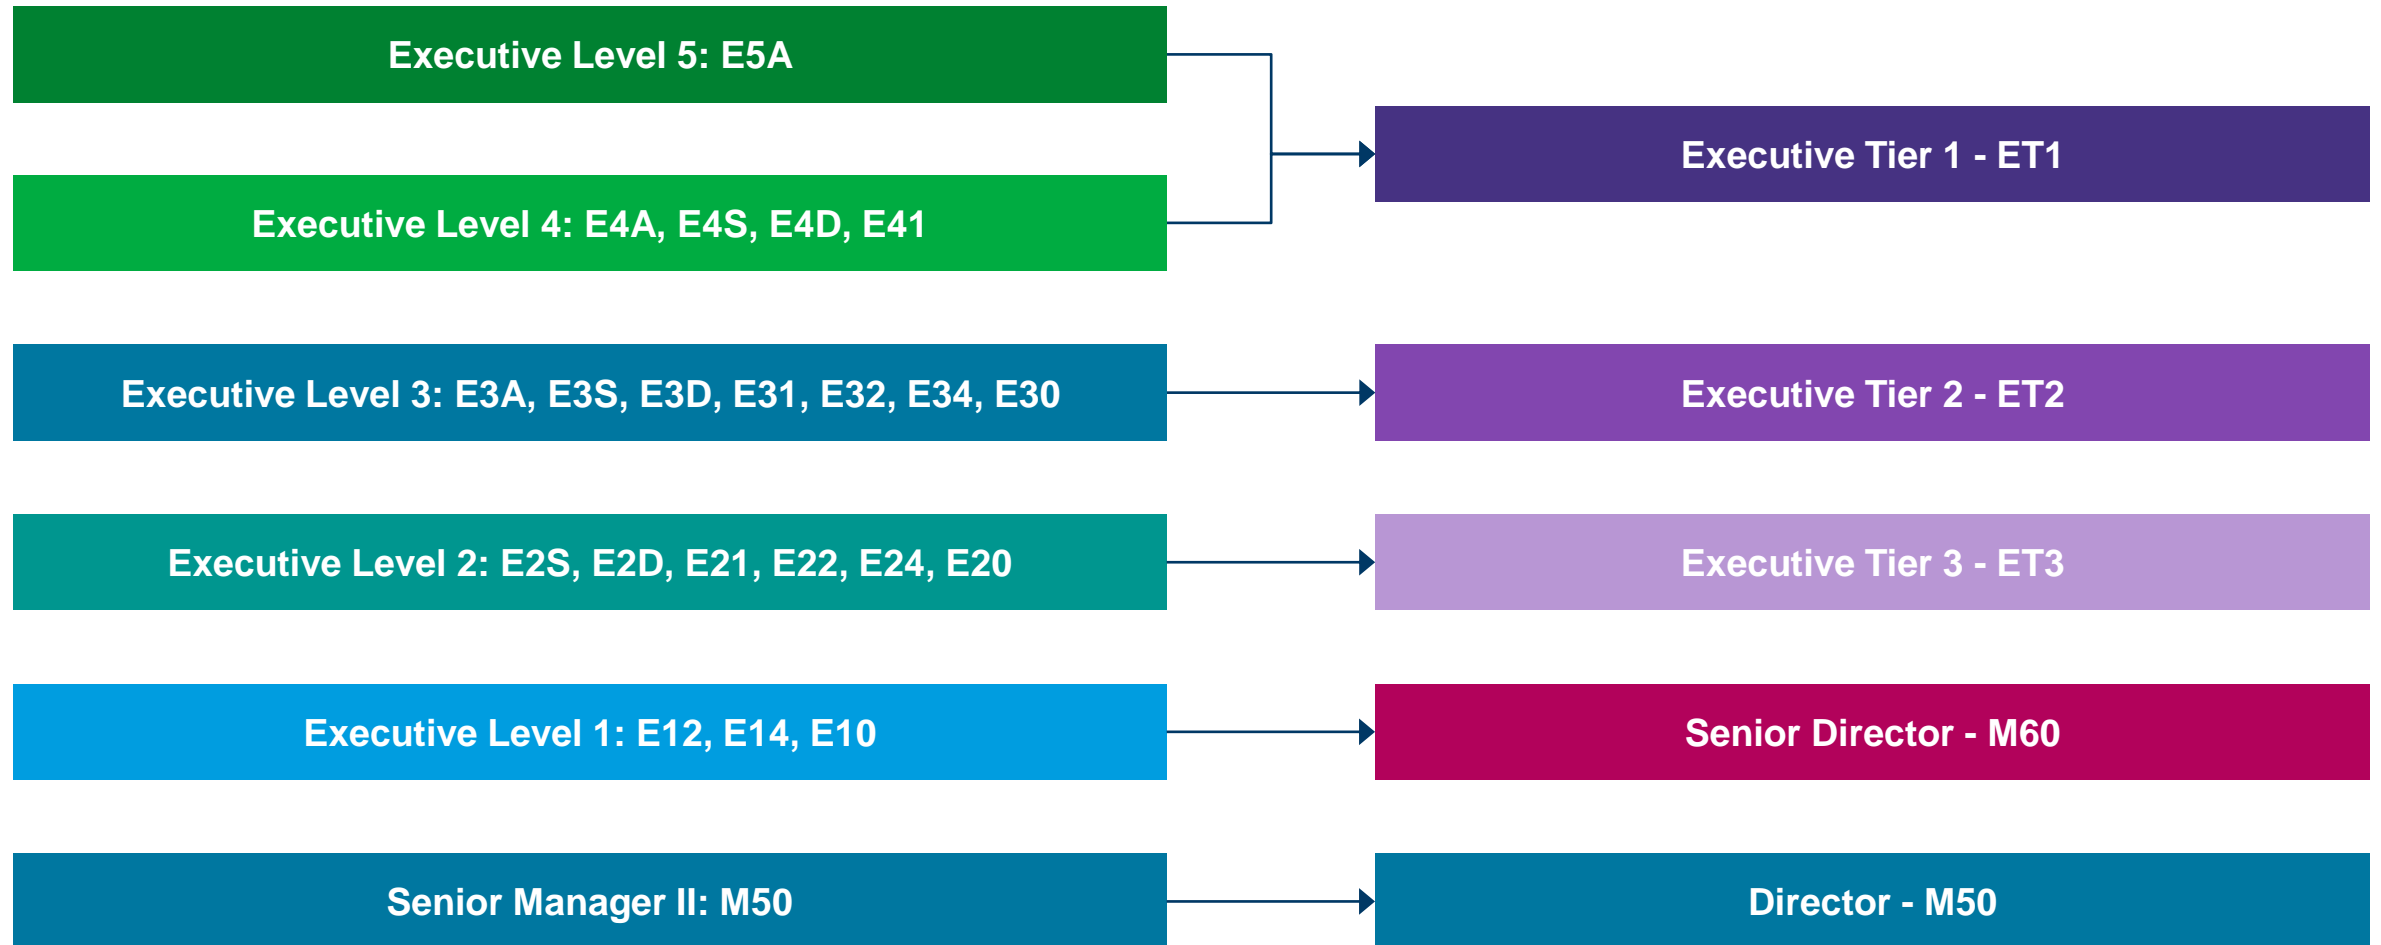 Executive Level 5: E5A
Executive Tier 1 - ET1
Executive Level 4: E4A, E4S, E4D, E41
Executive Level 3: E3A, E3S, E3D, E31, E32, E34, E30
Executive Tier 2 - ET2
Executive Level 2: E2S, E2D, E21, E22, E24, E20
Executive Tier 3 - ET3
Executive Level 1: E12, E14, E10
Senior Director - M60
Senior Manager II: M50
Director - M50